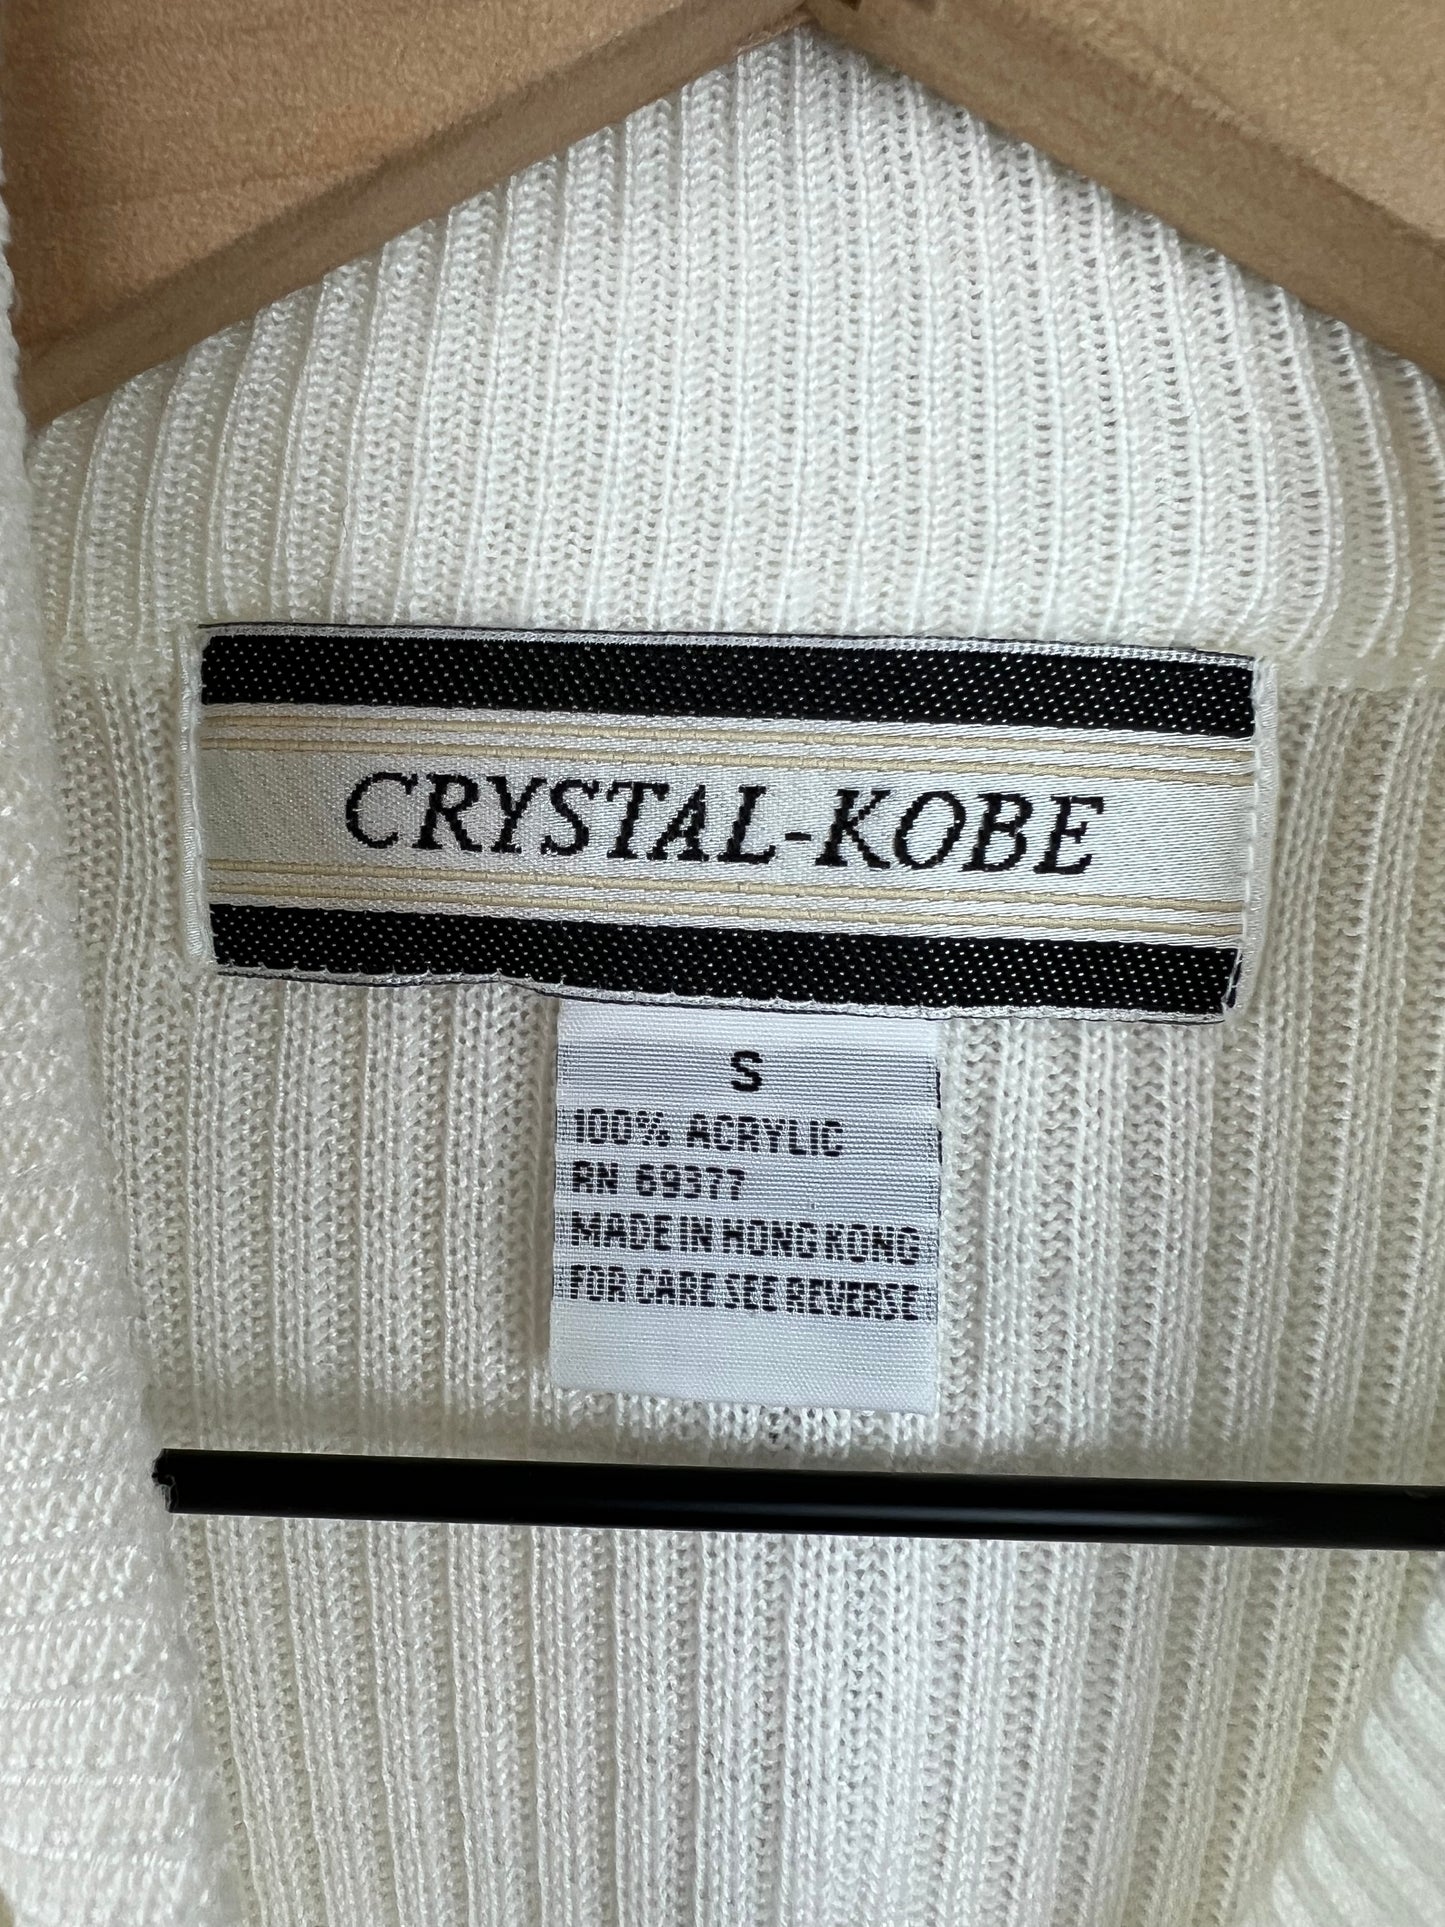 CRYSTAL-KOBE
S
100% ACRYLIC
RN 69377
MADE IN HONG KONG
FOR CARE SEE REVERSE